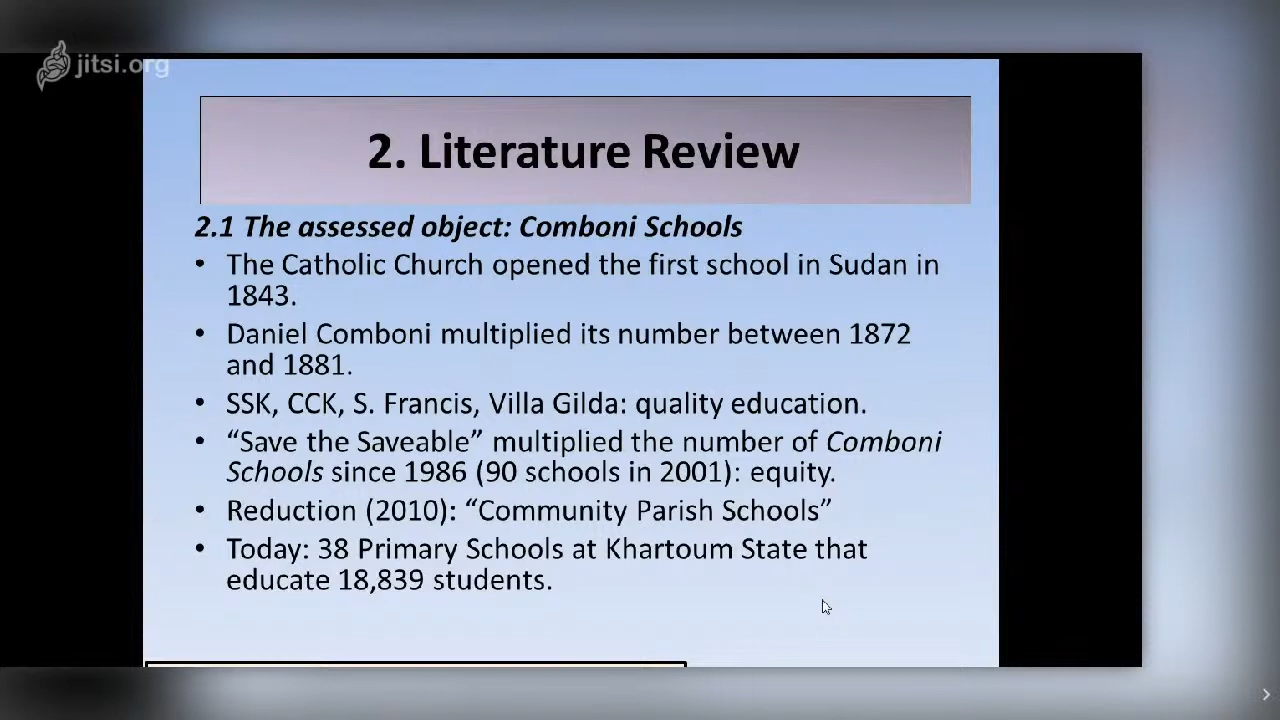 jitsi.org
2. Literature Review
2.1 The assessed object: Comboni Schools
• The Catholic Church opened the first school in Sudan in
1843.
• Daniel Comboni multiplied its number between 1872
and 1881.
• SSK, CCK, S. Francis, Villa Gilda: quality education.
• “Save the Saveable” multiplied the number of Comboni
Schools since 1986 (90 schools in 2001): equity.
• Reduction (2010): “Community Parish Schools”
• Today: 38 Primary Schools at Khartoum State that
educate 18,839 students.